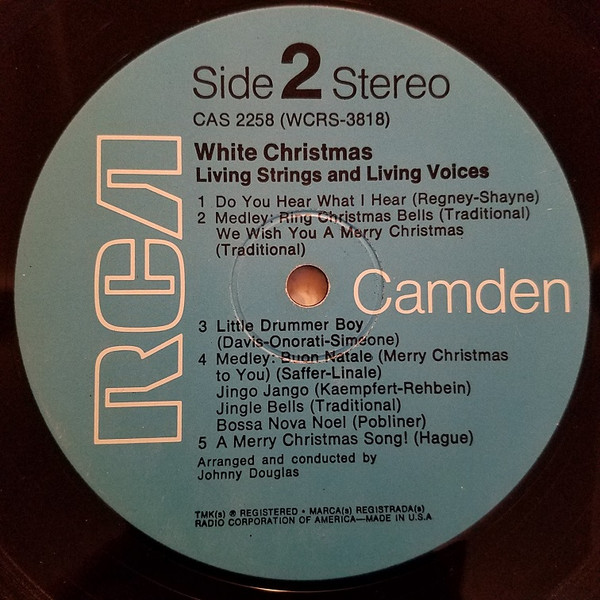 RCA
Side 2 Stereo
CAS 2258 (WCRS-3818)
White Christmas
Living Strings and Living Voices
1 Do You Hear What I Hear (Regney-Shayne)
2 Medley: Ring Christmas Bells (Traditional)
We Wish You A Merry Christmas
(Traditional)
Camden
3 Little Drummer Boy
(Davis-Onorati-Simeone)
4 Medley: Buon Natale (Merry Christmas
to You) (Saffer-Linale)
Jingo Jango (Kaempfert-Rehbein)
Jingle Bells (Traditional)
Bossa Nova Noel (Pobliner)
5 A Merry Christmas Song! (Hague)
Arranged and conducted by
Johnny Douglas
TMK(s) ® REGISTERED • MARCA(s) REGISTRADA(s)
RADIO CORPORATION OF AMERICA—MADE IN U.S.A